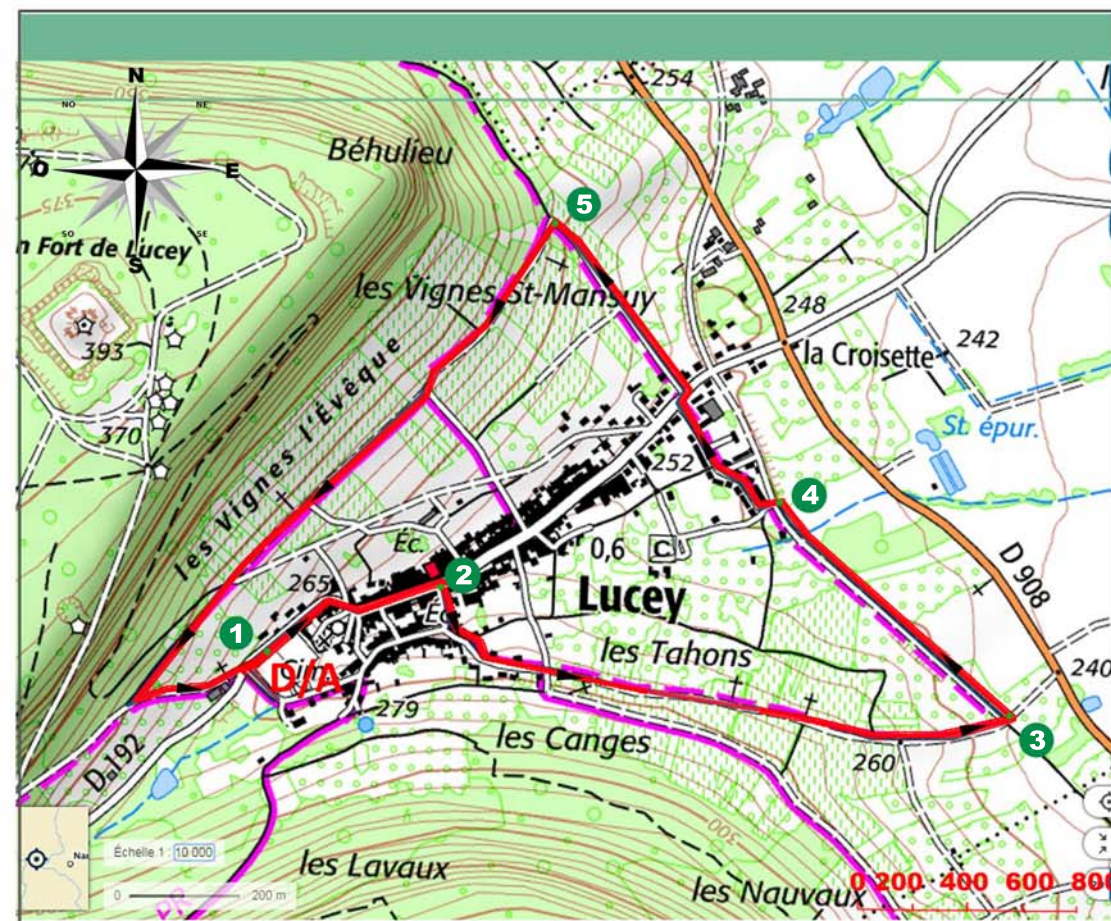 N
NO
NE
O
E
SO
SE
S
350
375
Béhulieu
254
5
n Fort de Lucey
les Vignes St-Mansuy
248
242
la Croisette
393
370
les Vignes l'Évêque
St. épur.
252
4
Éc.
0,6
C
2
265
Lucey
D 908
1
les Tahons
240
D/A
279
3
les Canges
260
D 192
300
Échelle 1 : 10 000
0 200 m
les Lavaux
les Nauvaux
PR
0 200 400 600 800